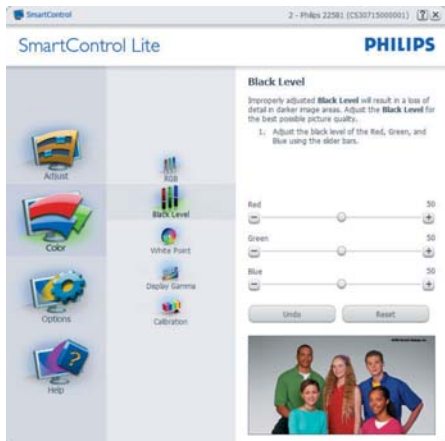 SmartControl
2 - Philips 225B1 (CS30715000001)
SmartControl Lite
PHILIPS
Adjust
Color
Options
Help
RGB
Black Level
White Point
Display Gamma
Calibration
Black Level
Improperly adjusted Black Level will result in a loss of
detail in darker image areas. Adjust the Black Level for
the best possible picture quality.
1. Adjust the black level of the Red, Green, and
Blue using the slider bars.
Red 50
Green 50
Blue 50
Undo
Reset